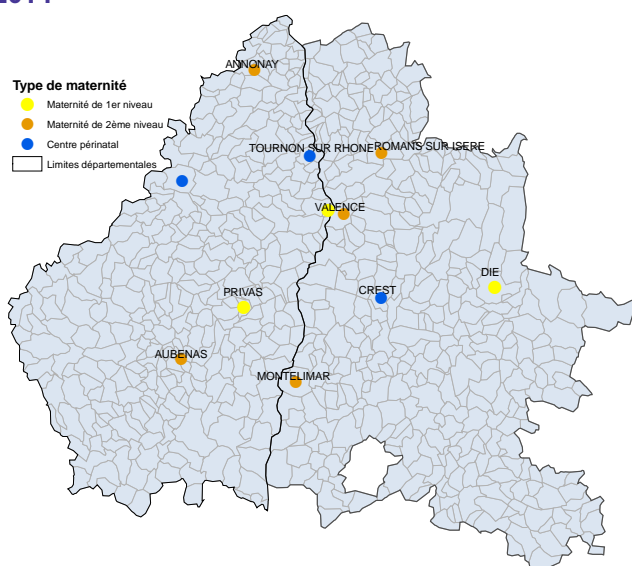 ANNONAY
Type de maternité
Maternité de 1er niveau
Maternité de 2ème niveau
Centre périnatal
Limites départementales
TOURNON SUR RHONE
ROMANS SUR ISERE
VALENCE
DIE
PRIVAS
CREST
AUBENAS
MONTELIMAR